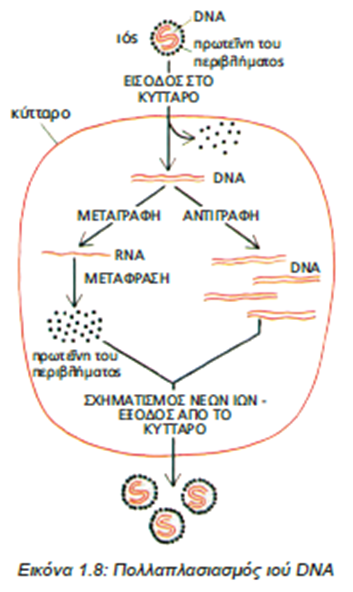 DNA
ιός
πρωτεΐνη του
περιβλήματος
ΕΙΣΟΔΟΣ ΣΤΟ
ΚΥΤΤΑΡΟ
κύτταρο
DNA
ΜΕΤΑΓΡΑΦΗ
ΑΝΤΙΓΡΑΦΗ
RNA
DNA
ΜΕΤΑΦΡΑΣΗ
πρωτεΐνη του
περιβλήματος
ΣΧΗΜΑΤΙΣΜΟΣ ΝΕΩΝ ΙΩΝ -
ΕΞΟΔΟΣ ΑΠΟ ΤΟ
ΚΥΤΤΑΡΟ
Εικόνα 1.8: Πολλαπλασιασμός ιού DNA